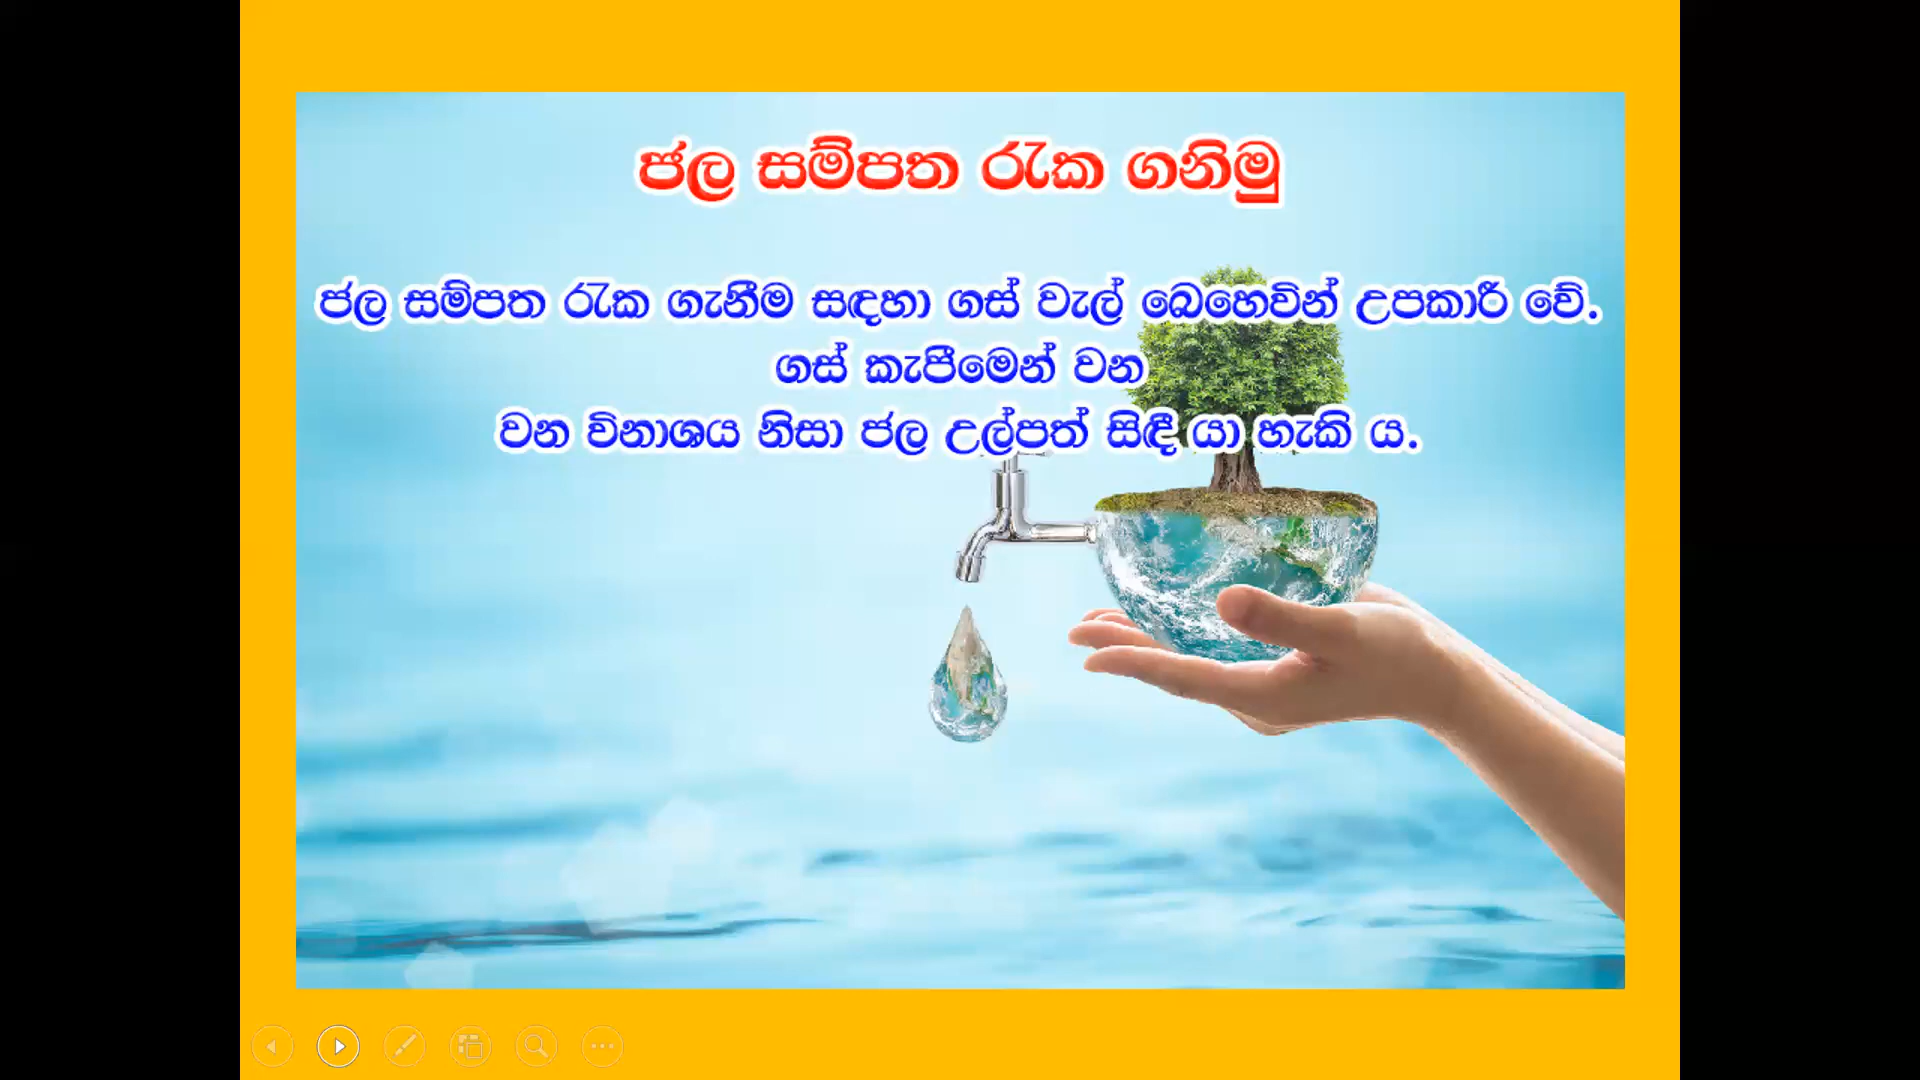 ජල සම්පත රැක ගනිමු
ජල සම්පත රැක ගැනීම සඳහා ගස් වැල් බෙහෙවින් උපකාරී වේ.
ගස් කැපීමෙන් වන
වන විනාශය නිසා ජල උල්පත් සිඳී යා හැකි ය.